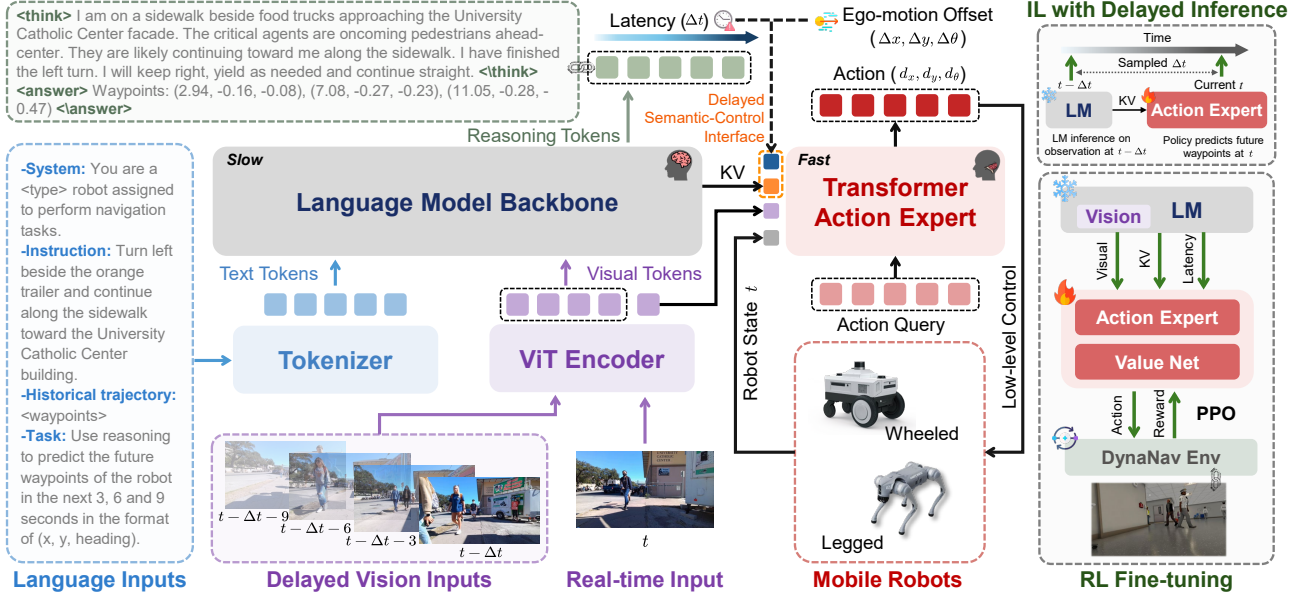 <think> I am on a sidewalk beside food trucks approaching the University
Catholic Center facade. The critical agents are oncoming pedestrians ahead-
center. They are likely continuing toward me along the sidewalk. I have finished
the left turn. I will keep right, yield as needed and continue straight. <\think>
<answer> Waypoints: (2.94, -0.16, -0.08), (7.08, -0.27, -0.23), (11.05, -0.28, -
0.47) <\answer>
Latency (Δt)
Ego-motion Offset
(Δx, Δy, Δθ)
Action (d_x, d_y, d_θ)
Reasoning Tokens
Delayed
Semantic-Control
Interface
-System: You are a
<type> robot assigned
to perform navigation
tasks.
-Instruction: Turn left
beside the orange
trailer and continue
along the sidewalk
toward the University
Catholic Center
building.
-Historical trajectory:
<waypoints>
-Task: Use reasoning
to predict the future
waypoints of the robot
in the next 3, 6 and 9
seconds in the format
of (x, y, heading).
Language Inputs
Slow
Language Model Backbone
KV
Fast
Transformer
Action Expert
Text Tokens
Visual Tokens
Tokenizer
ViT Encoder
Action Query
Robot State t
Low-level Control
t − Δt − 9
t − Δt − 6
t − Δt − 3
t − Δt
Delayed Vision Inputs
t
Real-time Input
Wheeled
Legged
Mobile Robots
IL with Delayed Inference
Time
Sampled Δt
t − Δt
Current t
LM
KV
Action Expert
LM inference on
observation at t − Δt
Policy predicts future
waypoints at t
Vision
LM
Visual
KV
Latency
Action Expert
Value Net
Action
Reward
PPO
DynaNav Env
RL Fine-tuning